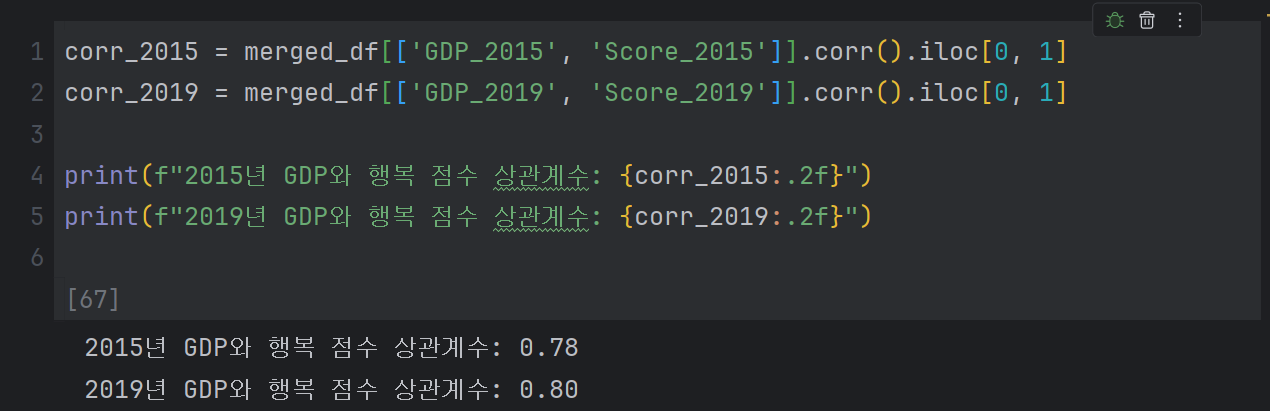 1 corr_2015 = merged_df[['GDP_2015', 'Score_2015']].corr().iloc[0, 1]
2 corr_2019 = merged_df[['GDP_2019', 'Score_2019']].corr().iloc[0, 1]
3
4 print(f"2015년 GDP와 행복 점수 상관계수: {corr_2015:.2f}")
5 print(f"2019년 GDP와 행복 점수 상관계수: {corr_2019:.2f}")
6
[67]
2015년 GDP와 행복 점수 상관계수: 0.78
2019년 GDP와 행복 점수 상관계수: 0.80